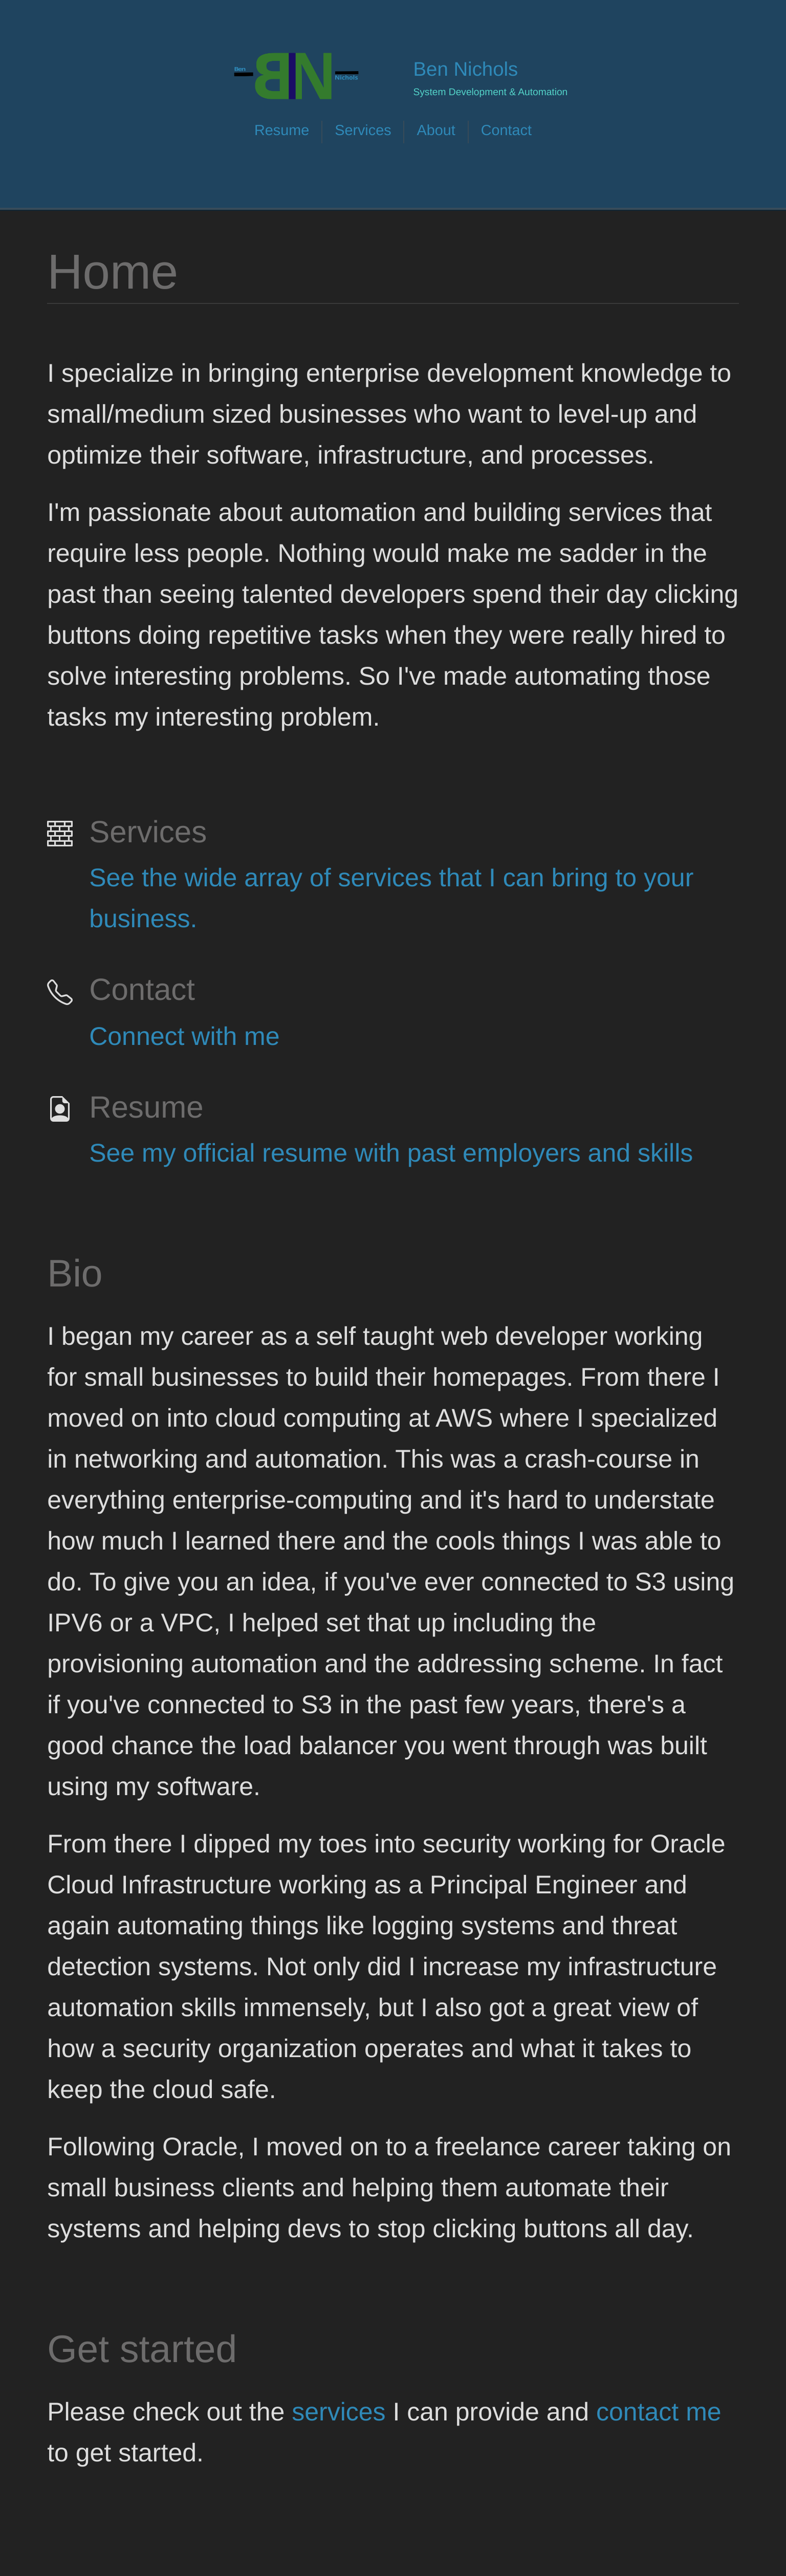 Ben
BN
Nichols
Ben Nichols
System Development & Automation
Resume
Services
About
Contact
Home
I specialize in bringing enterprise development knowledge to
small/medium sized businesses who want to level-up and
optimize their software, infrastructure, and processes.
I'm passionate about automation and building services that
require less people. Nothing would make me sadder in the
past than seeing talented developers spend their day clicking
buttons doing repetitive tasks when they were really hired to
solve interesting problems. So I've made automating those
tasks my interesting problem.
Services
See the wide array of services that I can bring to your
business.
Contact
Connect with me
Resume
See my official resume with past employers and skills
Bio
I began my career as a self taught web developer working
for small businesses to build their homepages. From there I
moved on into cloud computing at AWS where I specialized
in networking and automation. This was a crash-course in
everything enterprise-computing and it's hard to understate
how much I learned there and the cools things I was able to
do. To give you an idea, if you've ever connected to S3 using
IPV6 or a VPC, I helped set that up including the
provisioning automation and the addressing scheme. In fact
if you've connected to S3 in the past few years, there's a
good chance the load balancer you went through was built
using my software.
From there I dipped my toes into security working for Oracle
Cloud Infrastructure working as a Principal Engineer and
again automating things like logging systems and threat
detection systems. Not only did I increase my infrastructure
automation skills immensely, but I also got a great view of
how a security organization operates and what it takes to
keep the cloud safe.
Following Oracle, I moved on to a freelance career taking on
small business clients and helping them automate their
systems and helping devs to stop clicking buttons all day.
Get started
Please check out the services I can provide and contact me
to get started.